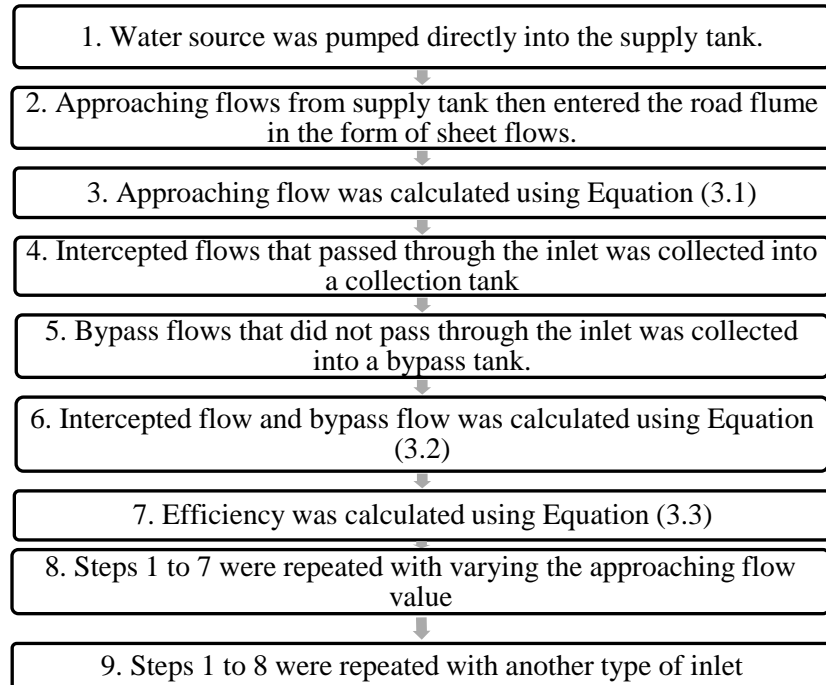 1. Water source was pumped directly into the supply tank.
2. Approaching flows from supply tank then entered the road flume
in the form of sheet flows.
3. Approaching flow was calculated using Equation (3.1)
4. Intercepted flows that passed through the inlet was collected into
a collection tank
5. Bypass flows that did not pass through the inlet was collected
into a bypass tank.
6. Intercepted flow and bypass flow was calculated using Equation
(3.2)
7. Efficiency was calculated using Equation (3.3)
8. Steps 1 to 7 were repeated with varying the approaching flow
value
9. Steps 1 to 8 were repeated with another type of inlet